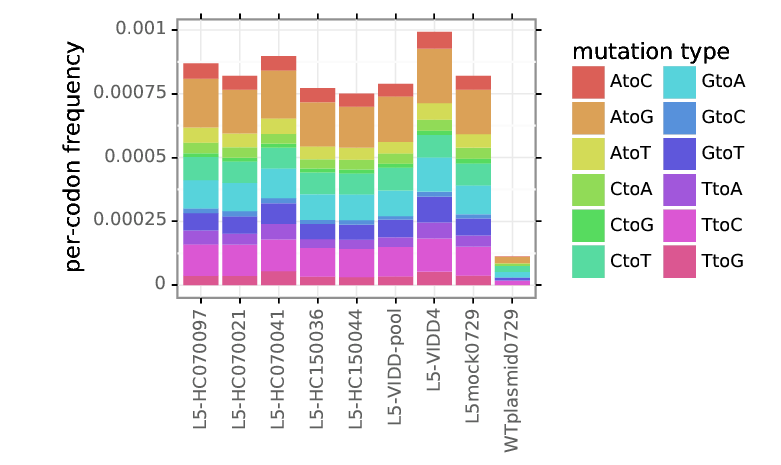 per-codon frequency
0.001
0.00075
0.0005
0.00025
0
L5-HC070097
L5-HC070021
L5-HC070041
L5-HC150036
L5-HC150044
L5-VIDD-pool
L5-VIDD4
L5mock0729
WTplasmid0729
mutation type
AtoC
AtoG
AtoT
CtoA
CtoG
CtoT
GtoA
GtoC
GtoT
TtoA
TtoC
TtoG